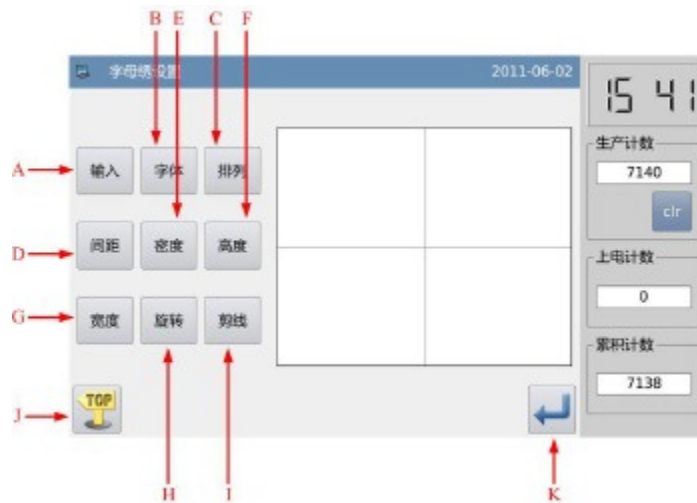 B E C F
字母绣设置 2011-06-02
15 41
生产计数
A 输入 字体 排列 7140
clr
D 间距 密度 高度
上电计数
0
G 宽度 旋转 剪线
累积计数
7138
J TOP
H I K